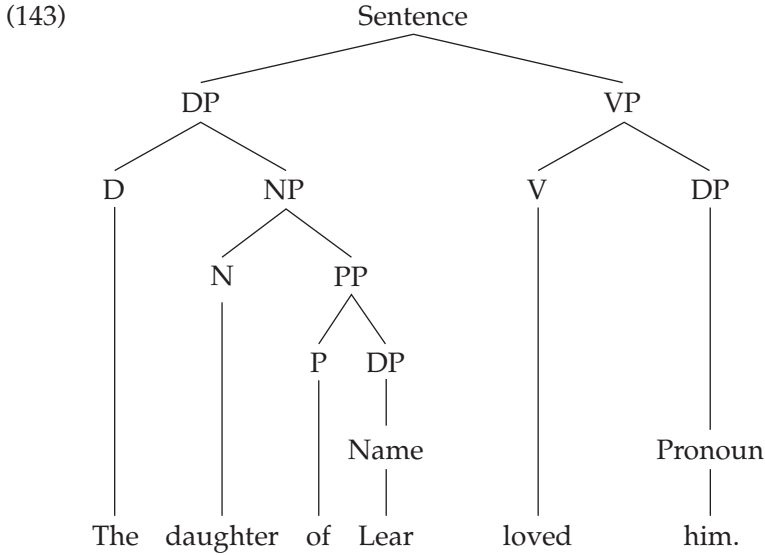 (143) Sentence
DP VP
D NP V DP
N PP
P DP
Name Pronoun
The daughter of Lear loved him.